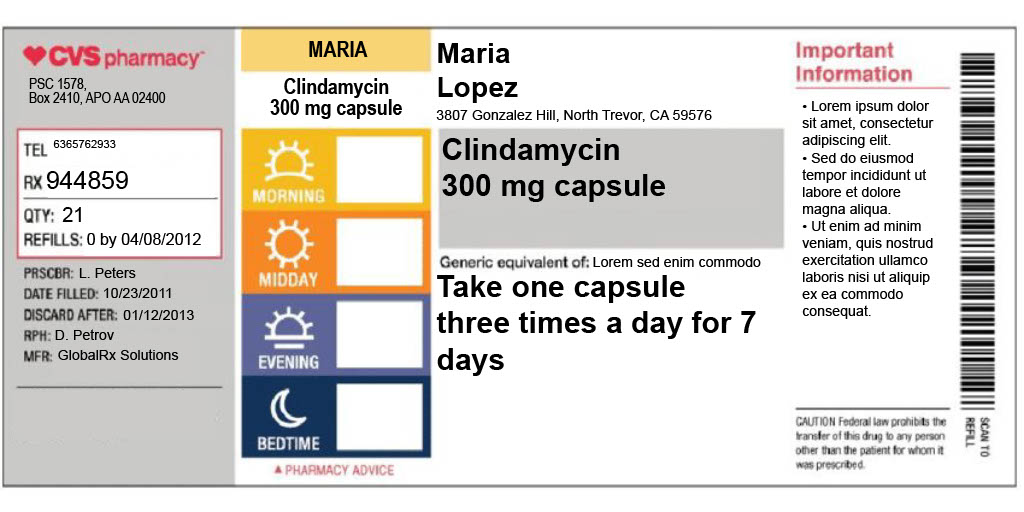 CVS pharmacy
PSC 1578,
Box 2410, APO AA 02400
TEL 6365762933
RX 944859
QTY: 21
REFILLS: 0 by 04/08/2012
PRSCBR: L. Peters
DATE FILLED: 10/23/2011
DISCARD AFTER: 01/12/2013
RPH: D. Petrov
MFR: GlobalRx Solutions
MARIA
Clindamycin
300 mg capsule
MORNING
MIDDAY
EVENING
BEDTIME
▲ PHARMACY ADVICE
Maria
Lopez
3807 Gonzalez Hill, North Trevor, CA 59576
Clindamycin
300 mg capsule
Generic equivalent of: Lorem sed enim commodo
Take one capsule
three times a day for 7
days
Important
Information
• Lorem ipsum dolor
sit amet, consectetur
adipiscing elit.
• Sed do eiusmod
tempor incididunt ut
labore et dolore
magna aliqua.
• Ut enim ad minim
veniam, quis nostrud
exercitation ullamco
laboris nisi ut aliquip
ex ea commodo
consequat.
CAUTION Federal law prohibits the
transfer of this drug to any person
other than the patient for whom it
was prescribed.
SCAN TO
REFILL